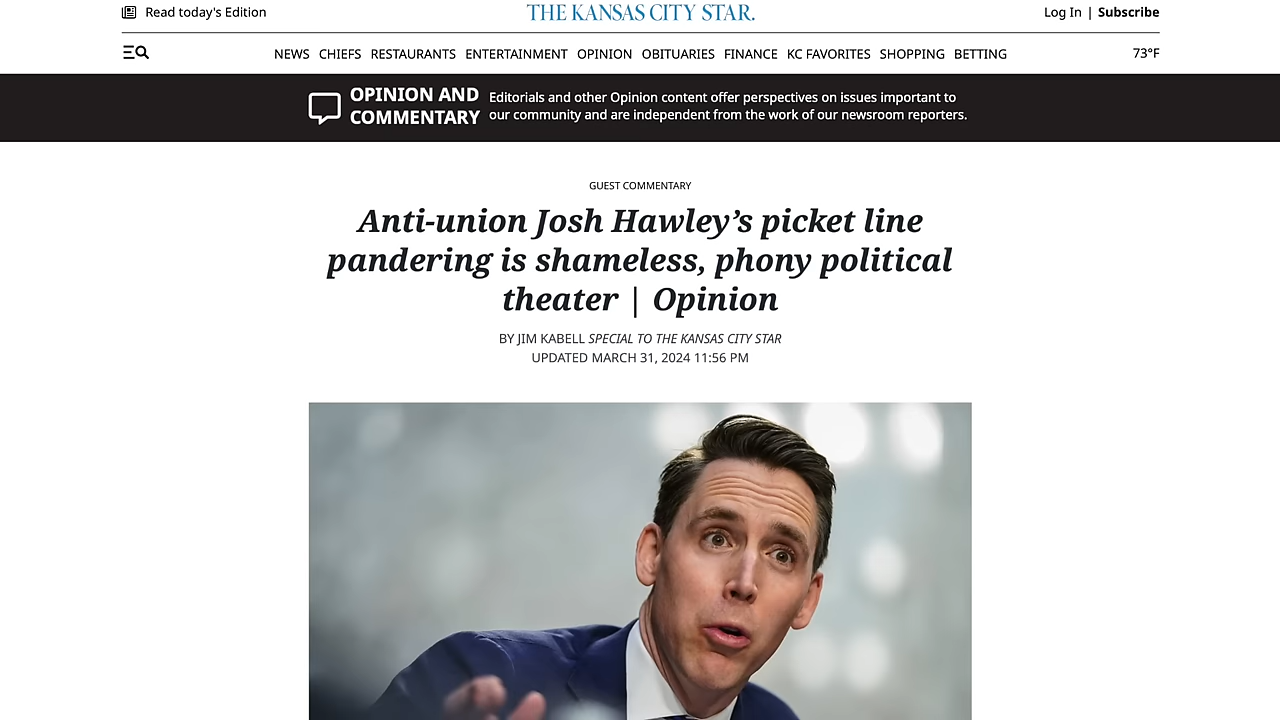 Read today's Edition
THE KANSAS CITY STAR.
Log In | Subscribe
NEWS CHIEFS RESTAURANTS ENTERTAINMENT OPINION OBITUARIES FINANCE KC FAVORITES SHOPPING BETTING
73°F
OPINION AND
COMMENTARY
Editorials and other Opinion content offer perspectives on issues important to
our community and are independent from the work of our newsroom reporters.
GUEST COMMENTARY
Anti-union Josh Hawley’s picket line
pandering is shameless, phony political
theater | Opinion
BY JIM KABELL SPECIAL TO THE KANSAS CITY STAR
UPDATED MARCH 31, 2024 11:56 PM